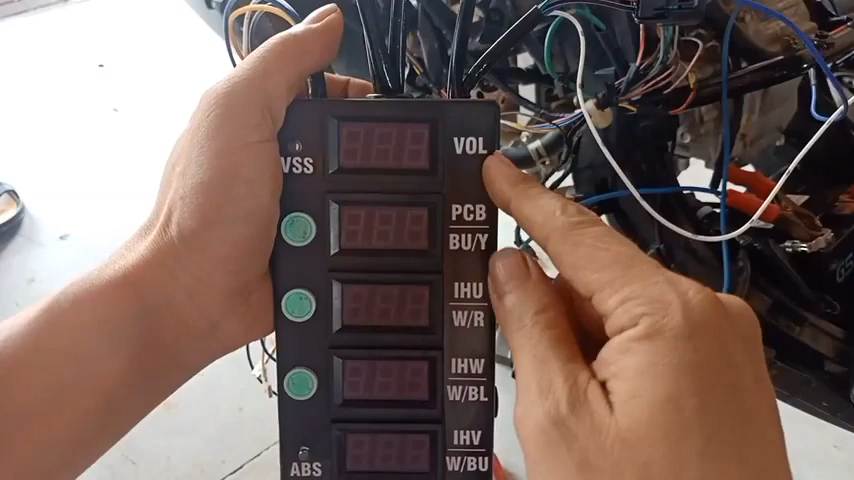 VOL
VSS
PCB
BU/Y
IHU
W/R
IHW
W/BL
IHV
W/BU
ABS